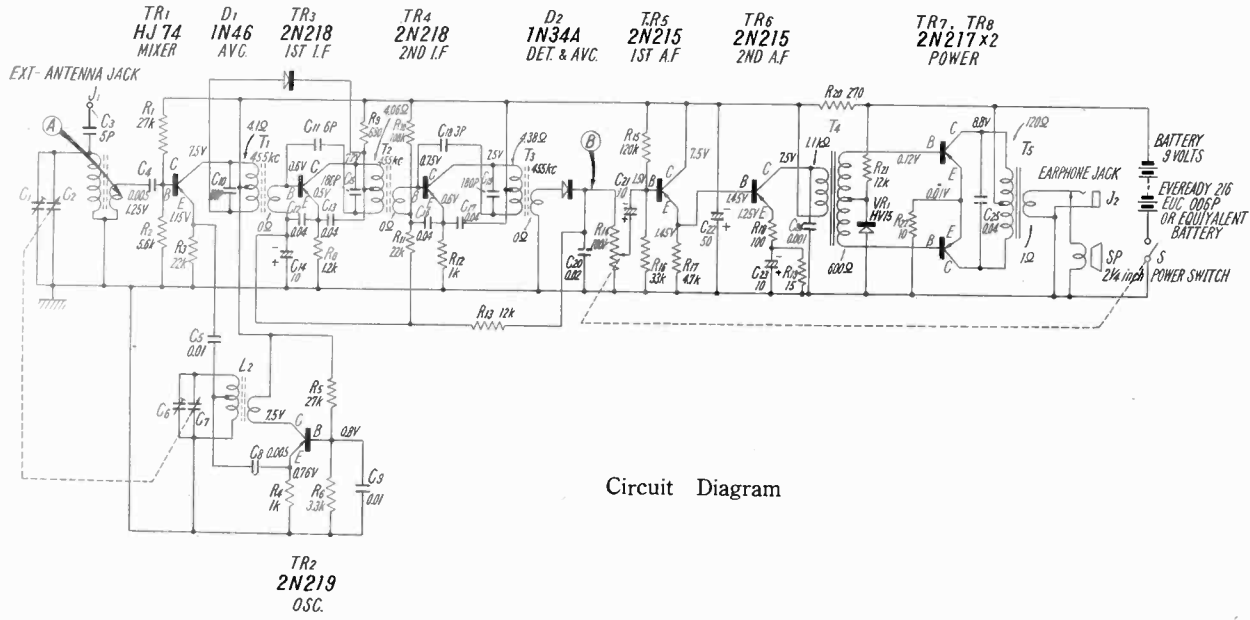 TR1
HJ 74
MIXER
D1
1N46
AVC.
TR3
2N218
1ST I.F
TR4
2N218
2ND I.F
D2
1N34A
DET. & AVC.
TR5
2N215
1ST A.F
TR6
2N215
2ND A.F
TR7, TR8
2N217×2
POWER
EXT-ANTENNA JACK
J1
C3
5P
A
C1
C2
C4
0.005
1.25V
R1
27K
R2
5.6k
B
C
E
7.5V
1.15V
R3
22K
4.1Ω
T1
455kc
C10
0Ω
C11 6P
0.6V
B
C
E
0.5V
C12
0.04
C13
0.04
C14
10
1.2K
180P
C15
R9
4.06Ω
T2
455kc
0Ω
R10
C18 3P
0.75V
B
C
E
0.6V
0.04
C17
0.04
R11
22K
R12
1k
7.5V
180P
4.38Ω
T3
455kc
0Ω
R13 12k
C20
0.02
B
R14
C21
10
1.5V
R15
120k
B
C
E
7.5V
1.45V
R16
33k
R17
4.7k
C22
50
B
C
E
1.45V
1.25V
R18
100
C23
10
15
7.5V
1.1kΩ
0.001
T4
600Ω
R20 270
R21
12k
VR1
HV15
0.12V
B
C
E
0.01V
10
B
E
C
8.8V
C25
0.04
120Ω
T5
1Ω
EARPHONE JACK
J2
SP
2¼ inch
BATTERY
9 VOLTS
EVEREADY 216
EUC 006P
OR EQUIVALENT
BATTERY
S
POWER SWITCH
C5
0.01
L2
C6
C7
7.5V
C
B
E
0.8V
R5
27K
C8
0.005
0.76V
R4
1k
R6
3.3k
C9
0.01
TR2
2N219
OSC.
Circuit Diagram